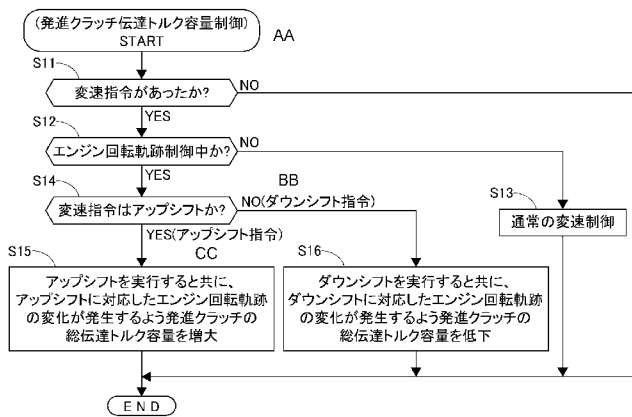 (発進クラッチ伝達トルク容量制御)
START
AA
S11
変速指令があったか?
NO
YES
S12
エンジン回転軌跡制御中か?
NO
YES
S14
BB
変速指令はアップシフトか?
NO(ダウンシフト指令)
S13
通常の変速制御
YES(アップシフト指令)
CC
S15
アップシフトを実行すると共に、
アップシフトに対応したエンジン回転軌跡
の変化が発生するよう発進クラッチの
総伝達トルク容量を増大
S16
ダウンシフトを実行すると共に、
ダウンシフトに対応したエンジン回転軌跡
の変化が発生するよう発進クラッチの
総伝達トルク容量を低下
END